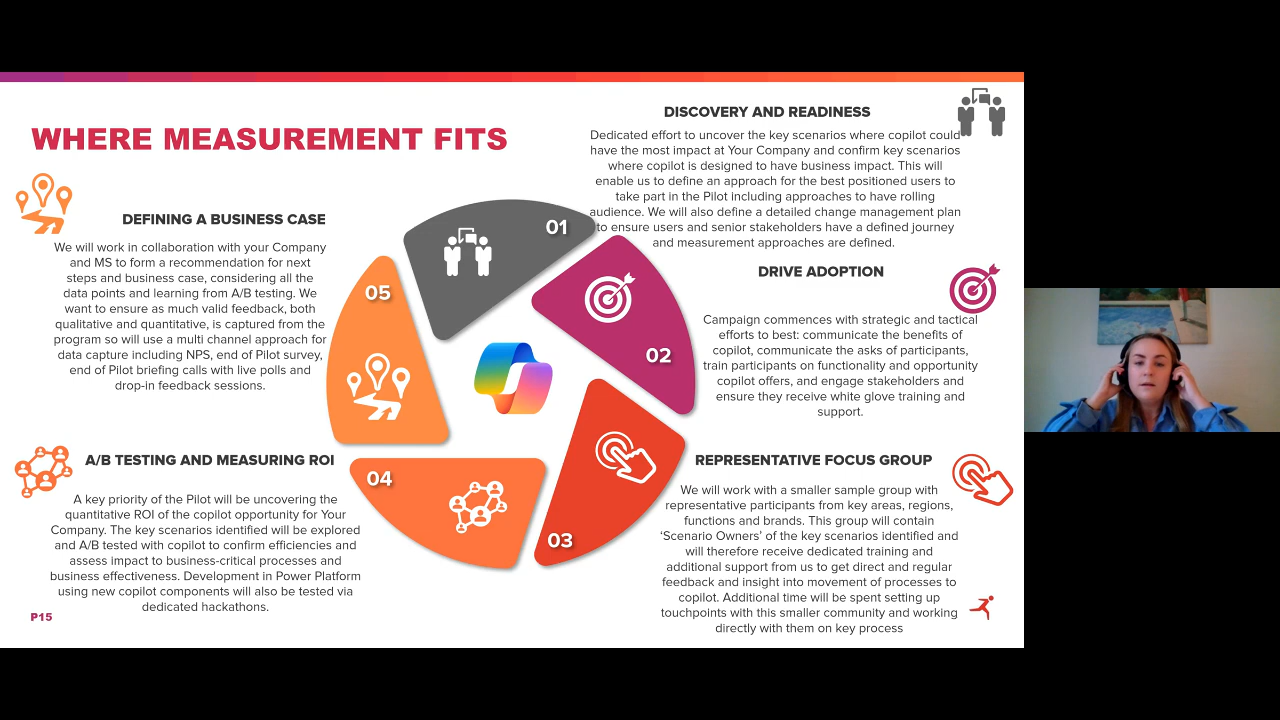 WHERE MEASUREMENT FITS
DISCOVERY AND READINESS
Dedicated effort to uncover the key scenarios where copilot could
have the most impact at Your Company and confirm key scenarios
where copilot is designed to have business impact. This will
enable us to define an approach for the best positioned users to
take part in the Pilot including approaches to have rolling
audience. We will also define a detailed change management plan
to ensure users and senior stakeholders have a defined journey
and measurement approaches are defined.
01
DRIVE ADOPTION
Campaign commences with strategic and tactical
efforts to best: communicate the benefits of
copilot, communicate the asks of participants,
train participants on functionality and opportunity
copilot offers, and engage stakeholders and
ensure they receive white glove training and
support.
02
REPRESENTATIVE FOCUS GROUP
We will work with a smaller sample group with
representative participants from key areas, regions,
functions and brands. This group will contain
‘Scenario Owners’ of the key scenarios identified and
will therefore receive dedicated training and
additional support from us to get direct and regular
feedback and insight into movement of processes to
copilot. Additional time will be spent setting up
touchpoints with this smaller community and working
directly with them on key process
03
A/B TESTING AND MEASURING ROI
A key priority of the Pilot will be uncovering the
quantitative ROI of the copilot opportunity for Your
Company. The key scenarios identified will be explored
and A/B tested with copilot to confirm efficiencies and
assess impact to business-critical processes and
business effectiveness. Development in Power Platform
using new copilot components will also be tested via
dedicated hackathons.
04
DEFINING A BUSINESS CASE
We will work in collaboration with your Company
and MS to form a recommendation for next
steps and business case, considering all the
data points and learning from A/B testing. We
want to ensure as much valid feedback, both
qualitative and quantitative, is captured from the
program so will use a multi channel approach for
data capture including NPS, end of Pilot survey,
end of Pilot briefing calls with live polls and
drop-in feedback sessions.
05
P15